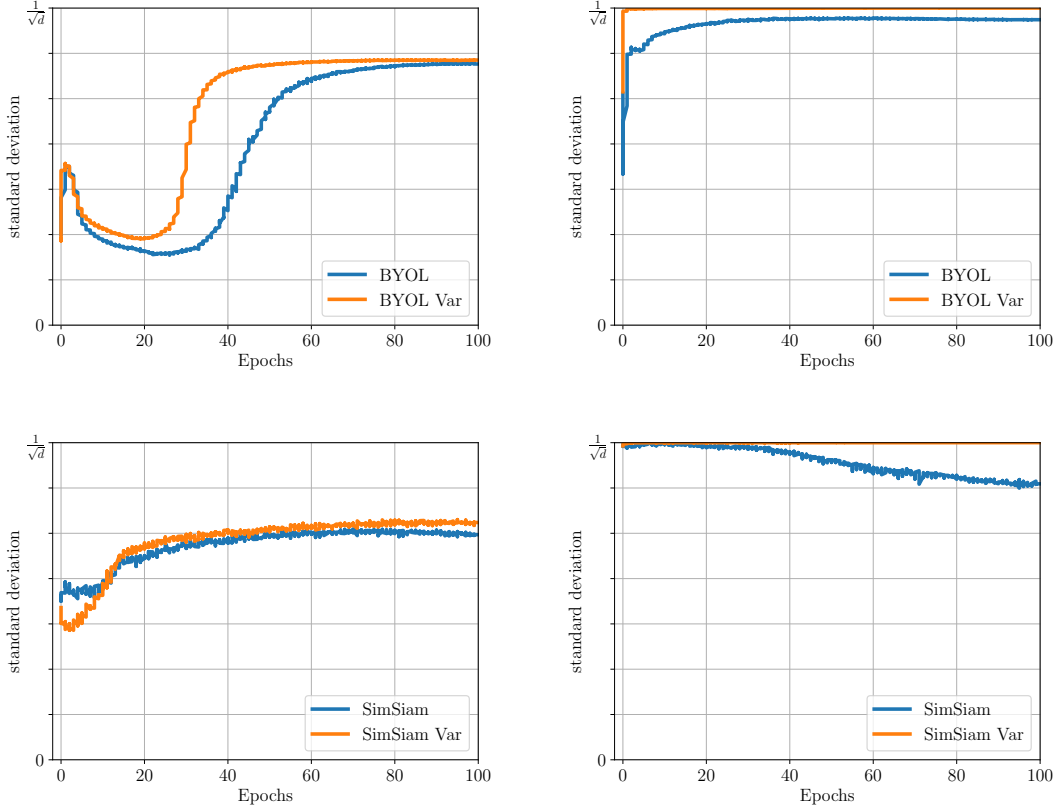 1/√d
standard deviation
0
0 20 40 60 80 100
Epochs
BYOL
BYOL Var
1/√d
standard deviation
0
0 20 40 60 80 100
Epochs
BYOL
BYOL Var
1/√d
standard deviation
0
0 20 40 60 80 100
Epochs
SimSiam
SimSiam Var
1/√d
standard deviation
0
0 20 40 60 80 100
Epochs
SimSiam
SimSiam Var